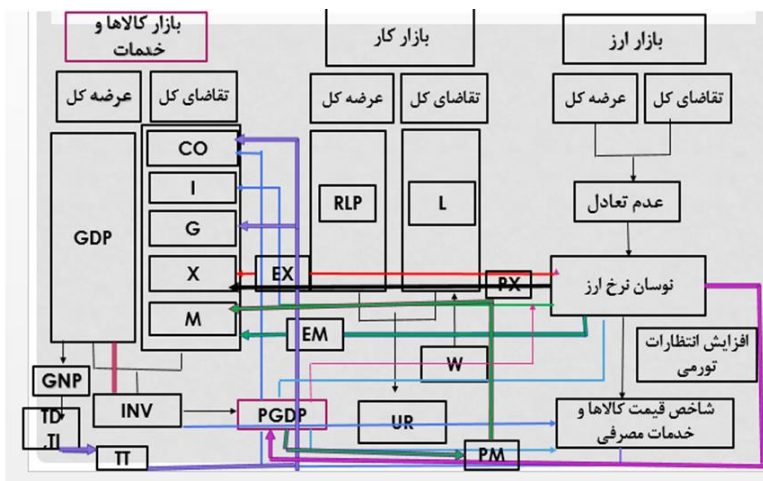 بازار کالاها و
خدمات
بازار کار
بازار ارز
عرضه کل
تقاضای کل
عرضه کل
تقاضای کل
عرضه کل
تقاضای کل
CO
I
G
X
M
GDP
RLP
L
عدم تعادل
نوسان نرخ ارز
EX
PX
EM
W
افزایش انتظارات
تورمی
GNP
INV
PGDP
UR
شاخص قیمت کالاها و
خدمات مصرفی
TD
.TI
TT
PM